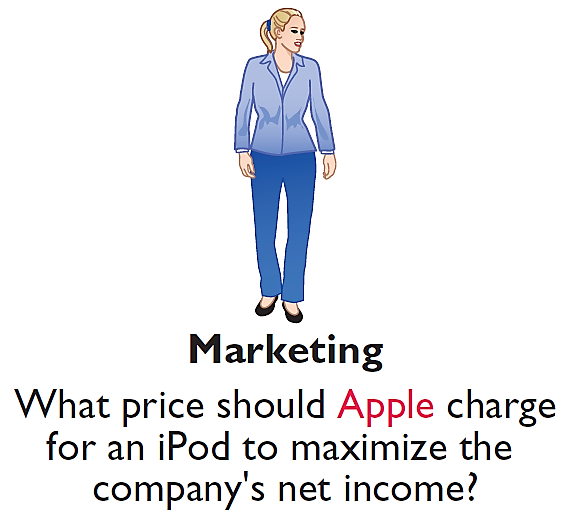 Marketing
What price should Apple charge
for an iPod to maximize the
company's net income?